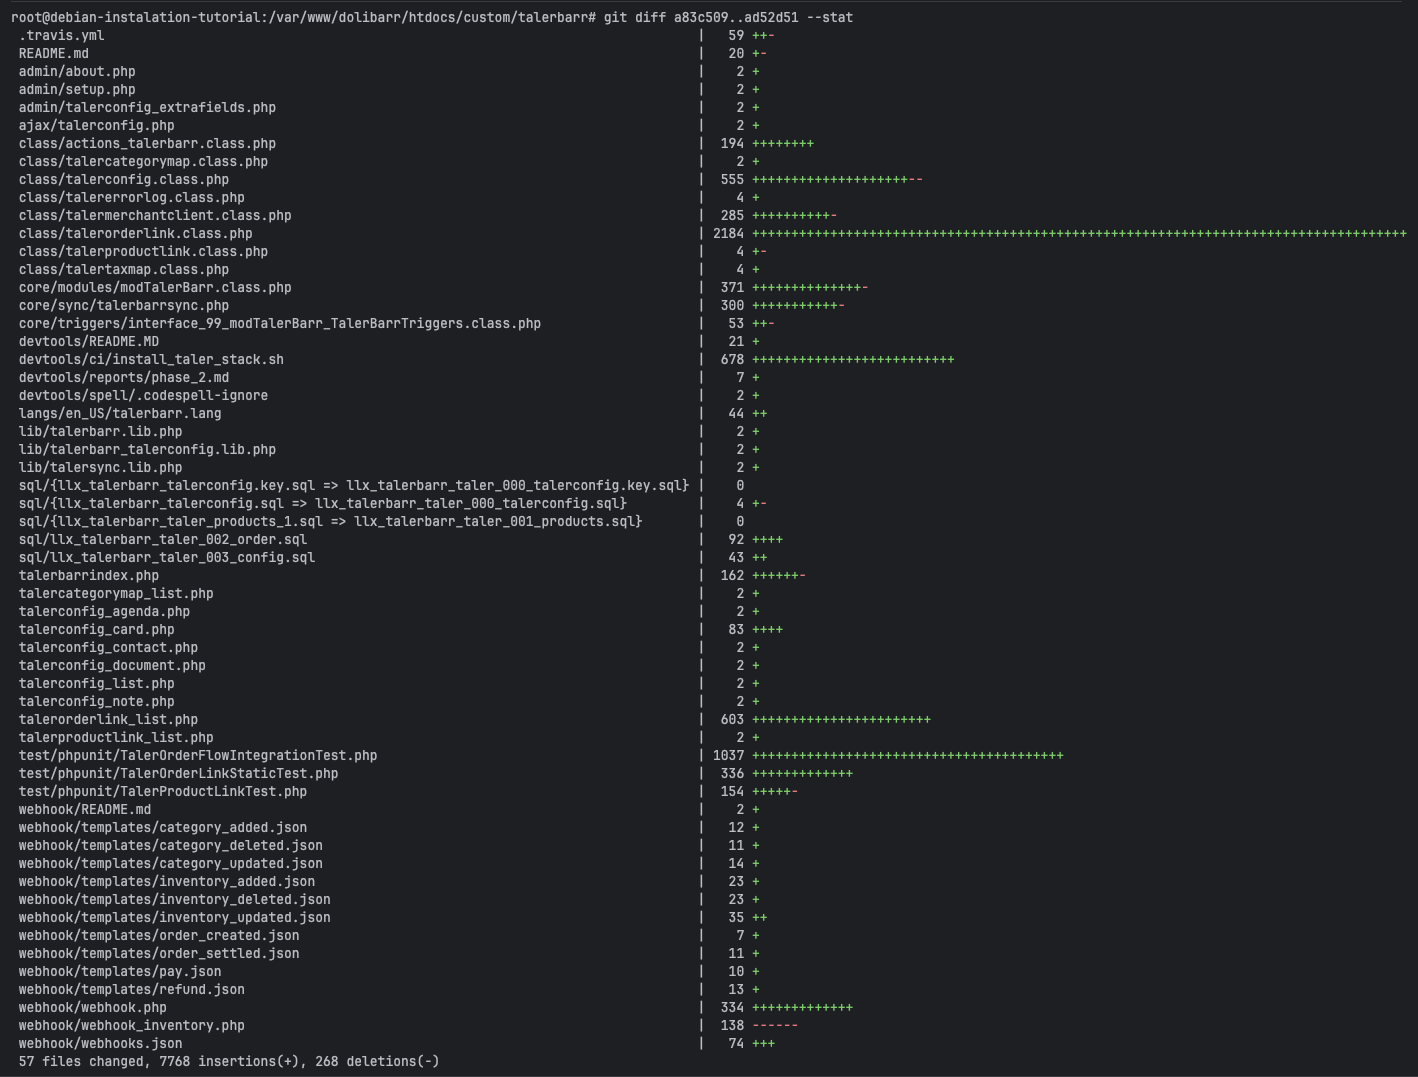 root@debian-instalation-tutorial:/var/www/dolibarr/htdocs/custom/talerbarr# git diff a83c509..ad52d51 --stat
.travis.yml | 59 ++-
README.md | 20 +-
admin/about.php | 2 +
admin/setup.php | 2 +
admin/talerconfig_extrafields.php | 2 +
ajax/talerconfig.php | 2 +
class/actions_talerbarr.class.php | 194 ++++++++
class/talercategorymap.class.php | 2 +
class/talerconfig.class.php | 555 ++++++++++++++++++++--
class/talererrorlog.class.php | 4 +
class/talermerchantclient.class.php | 285 ++++++++++-
class/talerorderlink.class.php | 2184 ++++++++++++++++++++++++++++++++++++++++++++++++++++++++++++++++++++++++++++++++++++
class/talerproductlink.class.php | 4 +-
class/talertaxmap.class.php | 4 +
core/modules/modTalerBarr.class.php | 371 ++++++++++++++-
core/sync/talerbarrsync.php | 300 +++++++++++-
core/triggers/interface_99_modTalerBarr_TalerBarrTriggers.class.php | 53 ++-
devtools/README.MD | 21 +
devtools/ci/install_taler_stack.sh | 678 ++++++++++++++++++++++++++
devtools/reports/phase_2.md | 7 +
devtools/spell/.codespell-ignore | 2 +
langs/en_US/talerbarr.lang | 44 ++
lib/talerbarr.lib.php | 2 +
lib/talerbarr_talerconfig.lib.php | 2 +
lib/talersync.lib.php | 2 +
sql/{llx_talerbarr_talerconfig.key.sql => llx_talerbarr_taler_000_talerconfig.key.sql} | 0
sql/{llx_talerbarr_talerconfig.sql => llx_talerbarr_taler_000_talerconfig.sql} | 4 +-
sql/{llx_talerbarr_taler_products_1.sql => llx_talerbarr_taler_001_products.sql} | 0
sql/llx_talerbarr_taler_002_order.sql | 92 ++++
sql/llx_talerbarr_taler_003_config.sql | 43 ++
talerbarrindex.php | 162 ++++++-
talercategorymap_list.php | 2 +
talerconfig_agenda.php | 2 +
talerconfig_card.php | 83 ++++
talerconfig_contact.php | 2 +
talerconfig_document.php | 2 +
talerconfig_list.php | 2 +
talerconfig_note.php | 2 +
talerorderlink_list.php | 603 +++++++++++++++++++++++
talerproductlink_list.php | 2 +
test/phpunit/TalerOrderFlowIntegrationTest.php | 1037 ++++++++++++++++++++++++++++++++++++++++
test/phpunit/TalerOrderLinkStaticTest.php | 336 +++++++++++++
test/phpunit/TalerProductLinkTest.php | 154 +++++-
webhook/README.md | 2 +
webhook/templates/category_added.json | 12 +
webhook/templates/category_deleted.json | 11 +
webhook/templates/category_updated.json | 14 +
webhook/templates/inventory_added.json | 23 +
webhook/templates/inventory_deleted.json | 23 +
webhook/templates/inventory_updated.json | 35 ++
webhook/templates/order_created.json | 7 +
webhook/templates/order_settled.json | 11 +
webhook/templates/pay.json | 10 +
webhook/templates/refund.json | 13 +
webhook/webhook.php | 334 +++++++++++++
webhook/webhook_inventory.php | 138 ------
webhook/webhooks.json | 74 +++
57 files changed, 7768 insertions(+), 268 deletions(-)